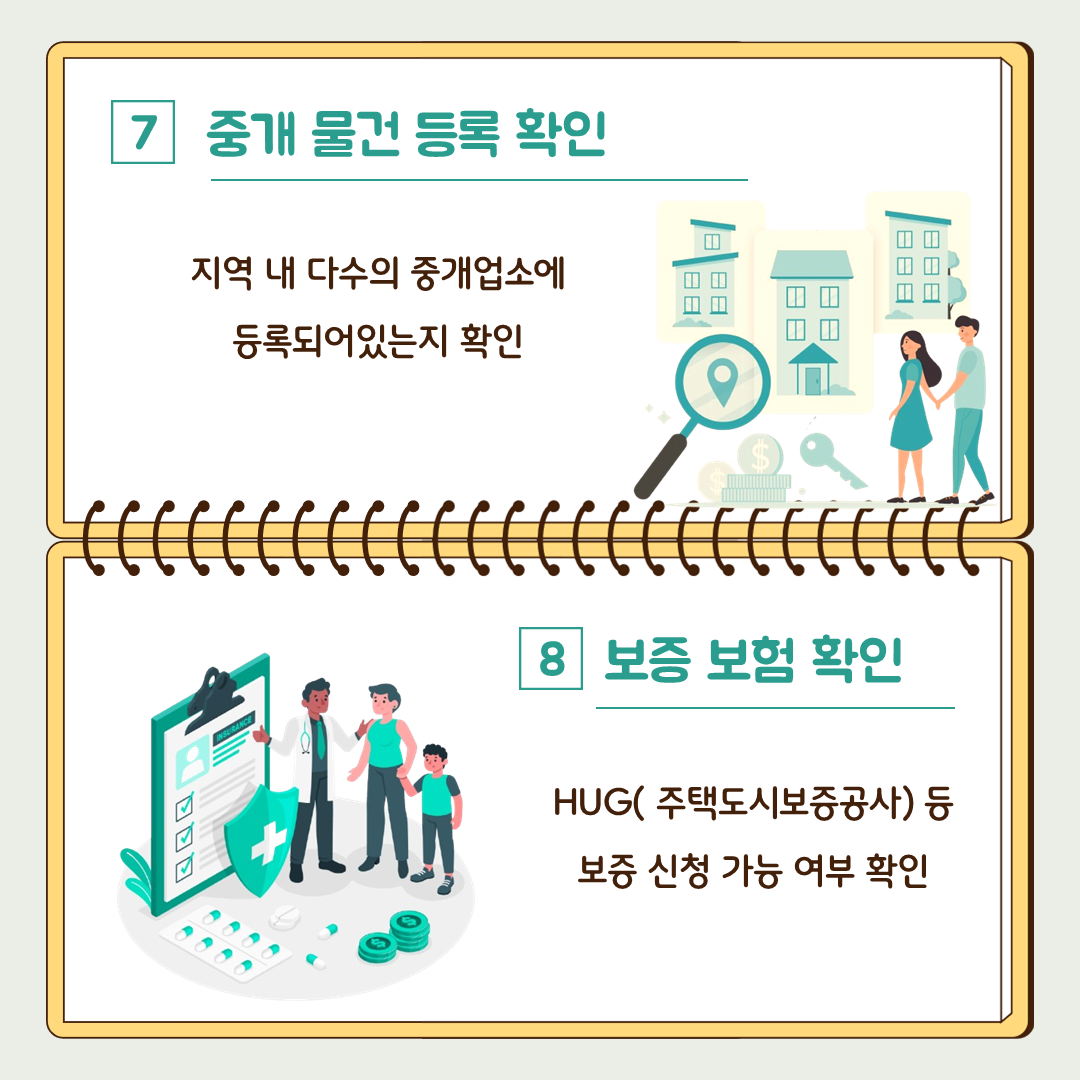 7 중개 물건 등록 확인
지역 내 다수의 중개업소에
등록되어있는지 확인
8 보증 보험 확인
INSURANCE
HUG( 주택도시보증공사) 등
보증 신청 가능 여부 확인